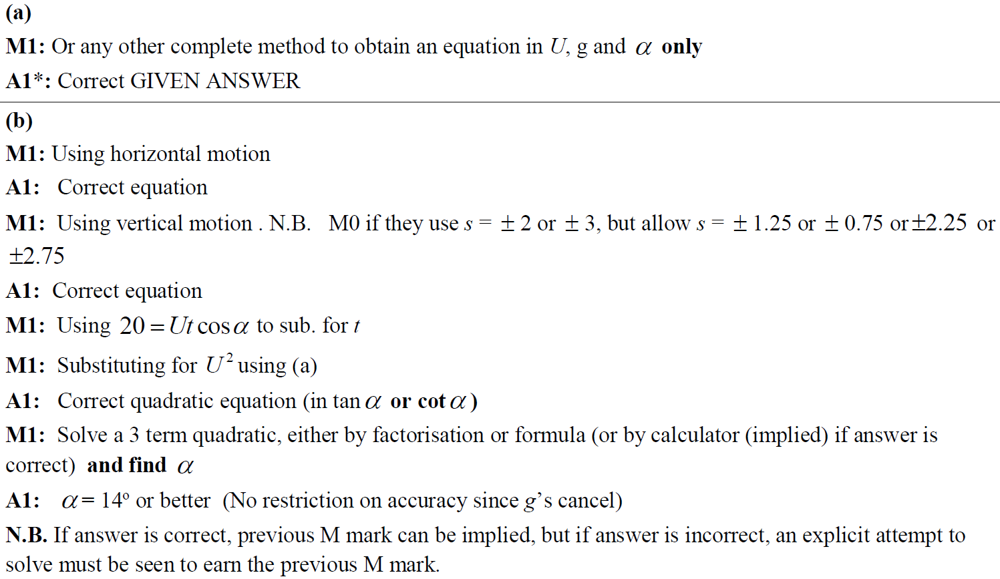 (a)
M1: Or any other complete method to obtain an equation in U, g and α only
A1*: Correct GIVEN ANSWER
(b)
M1: Using horizontal motion
A1: Correct equation
M1: Using vertical motion . N.B. M0 if they use s = ± 2 or ± 3, but allow s = ± 1.25 or ± 0.75 or ±2.25 or
±2.75
A1: Correct equation
M1: Using 20 = Ut cos α to sub. for t
M1: Substituting for U² using (a)
A1: Correct quadratic equation (in tan α or cot α )
M1: Solve a 3 term quadratic, either by factorisation or formula (or by calculator (implied) if answer is
correct) and find α
A1: α = 14° or better (No restriction on accuracy since g’s cancel)
N.B. If answer is correct, previous M mark can be implied, but if answer is incorrect, an explicit attempt to
solve must be seen to earn the previous M mark.